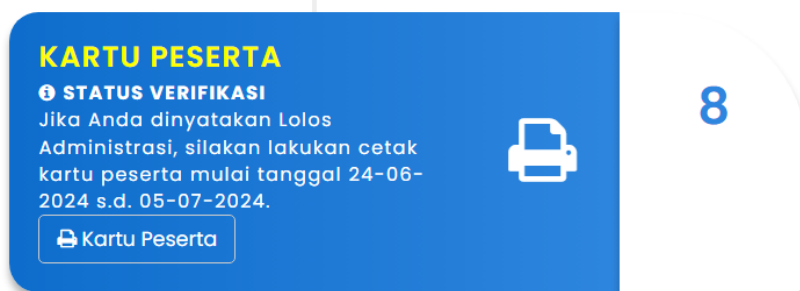 KARTU PESERTA
STATUS VERIFIKASI
Jika Anda dinyatakan Lolos
Administrasi, silakan lakukan cetak
kartu peserta mulai tanggal 24-06-
2024 s.d. 05-07-2024.
Kartu Peserta
8